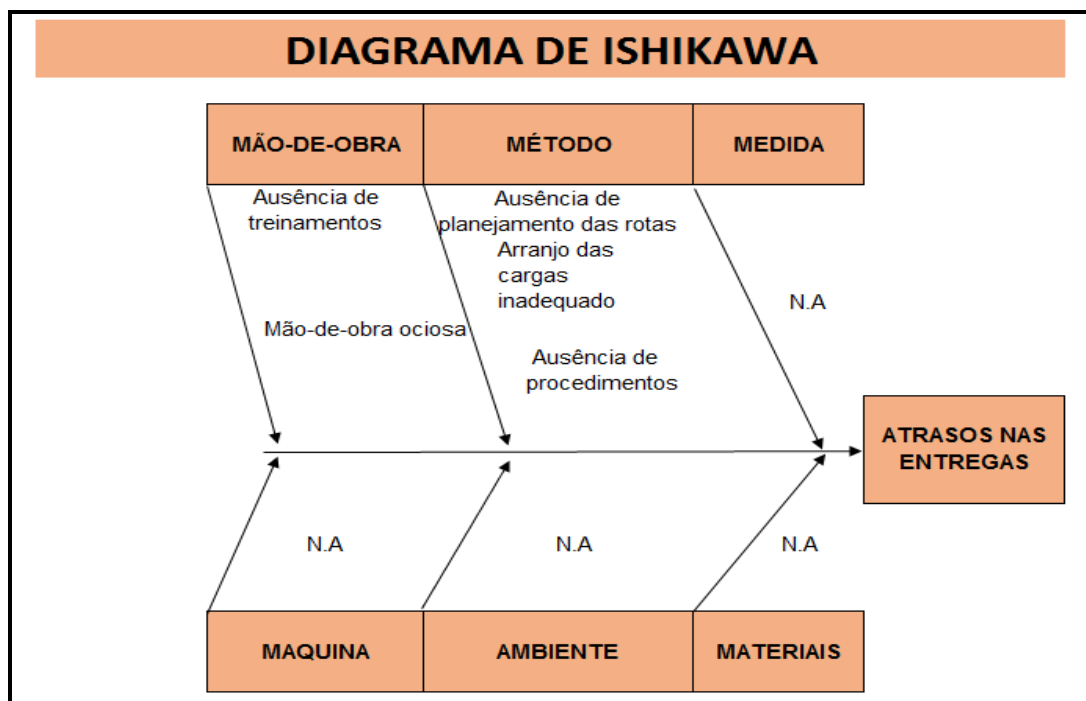 DIAGRAMA DE ISHIKAWA
MÃO-DE-OBRA
MÉTODO
MEDIDA
Ausência de
treinamentos
Mão-de-obra ociosa
Ausência de
planejamento das rotas
Arranjo das
cargas
inadequado
Ausência de
procedimentos
N.A
ATRASOS NAS
ENTREGAS
N.A
N.A
N.A
MAQUINA
AMBIENTE
MATERIAIS